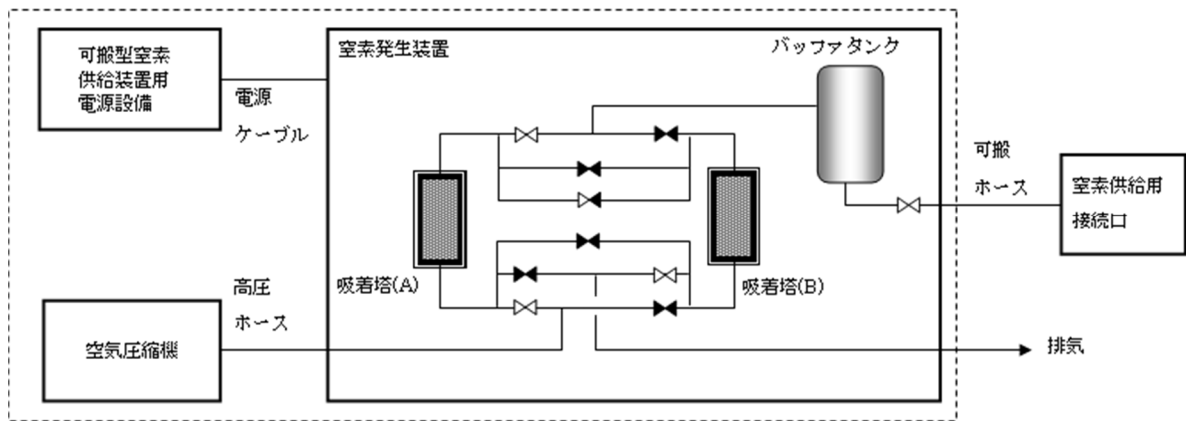 可搬型窒素
供給装置用
電源設備
電源
ケーブル
窒素発生装置
バッファタンク
可搬
ホース
窒素供給用
接続口
吸着塔(A)
吸着塔(B)
高圧
ホース
空気圧縮機
排気